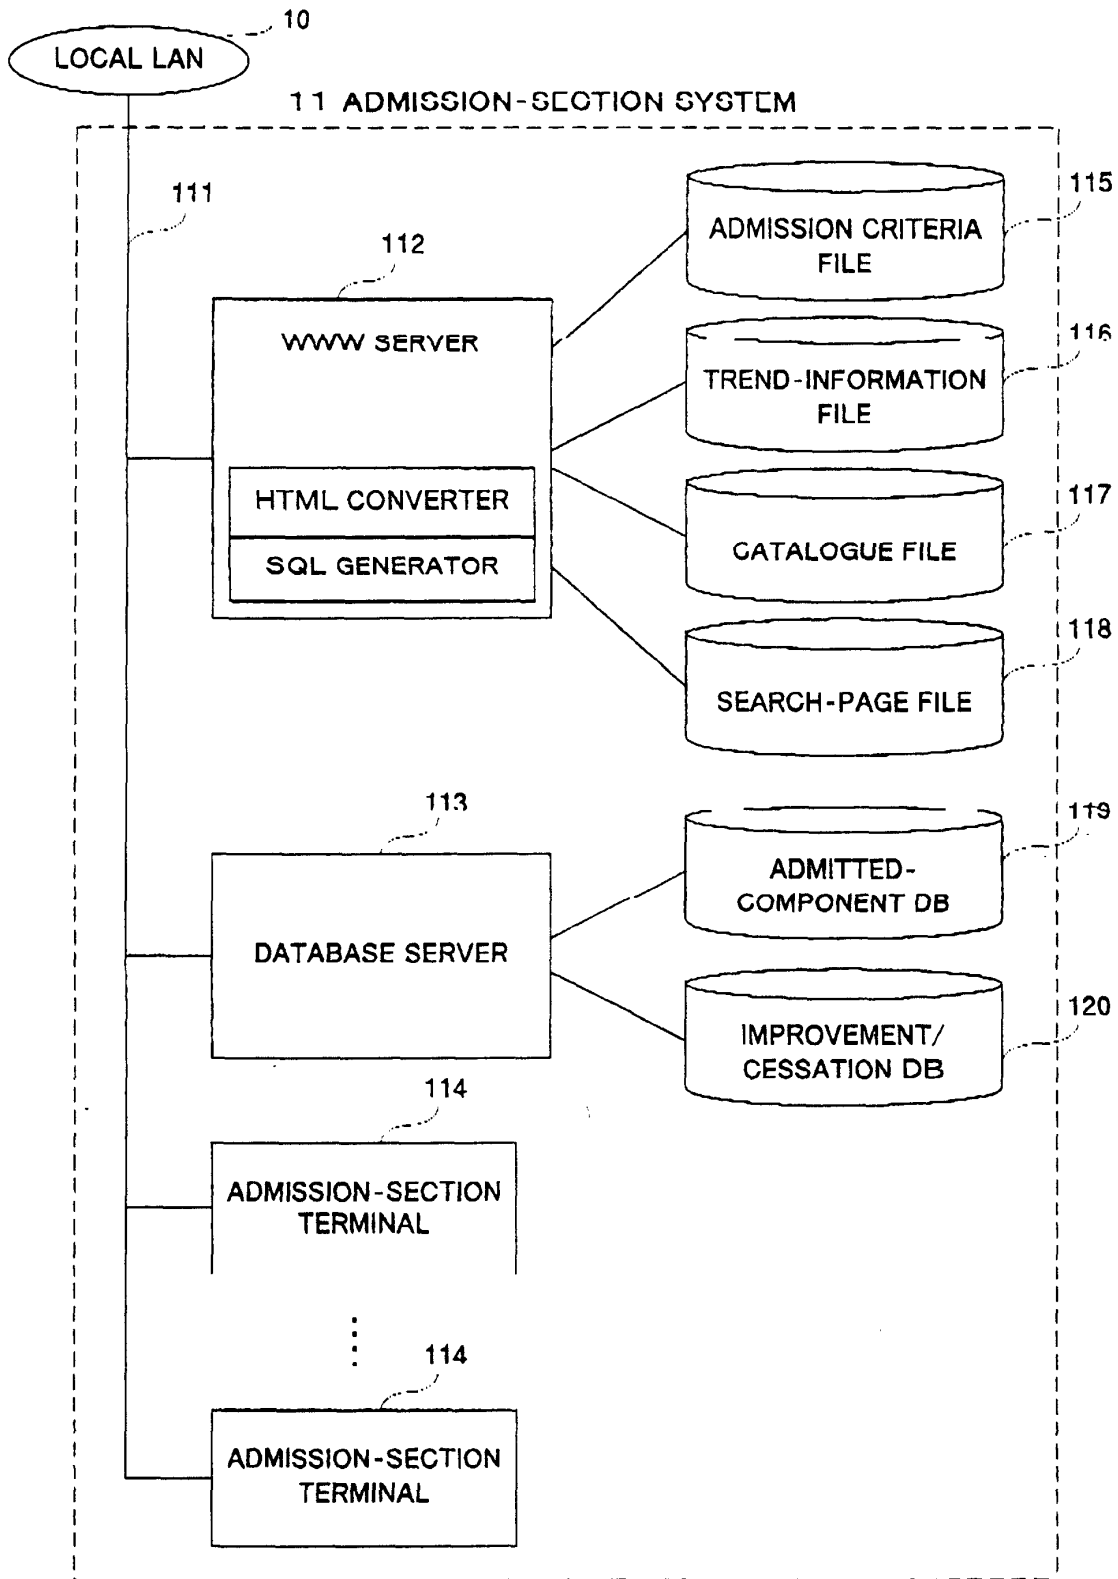 10
LOCAL LAN
11 ADMISSION-SECTION SYSTEM
111
112
WWW SERVER
HTML CONVERTER
SQL GENERATOR
115
ADMISSION CRITERIA
FILE
116
TREND-INFORMATION
FILE
117
CATALOGUE FILE
118
SEARCH-PAGE FILE
113
DATABASE SERVER
119
ADMITTED-
COMPONENT DB
120
IMPROVEMENT/
CESSATION DB
114
ADMISSION-SECTION
TERMINAL
114
ADMISSION-SECTION
TERMINAL